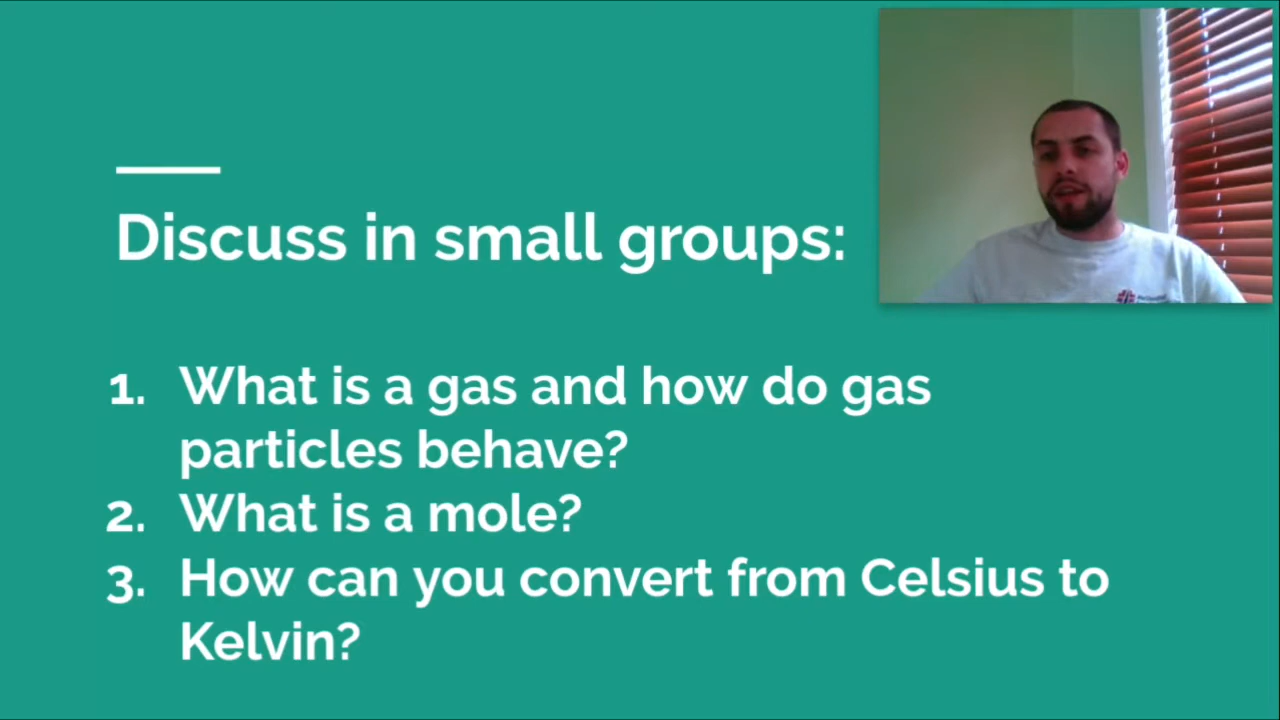 Discuss in small groups:
1. What is a gas and how do gas
particles behave?
2. What is a mole?
3. How can you convert from Celsius to
Kelvin?